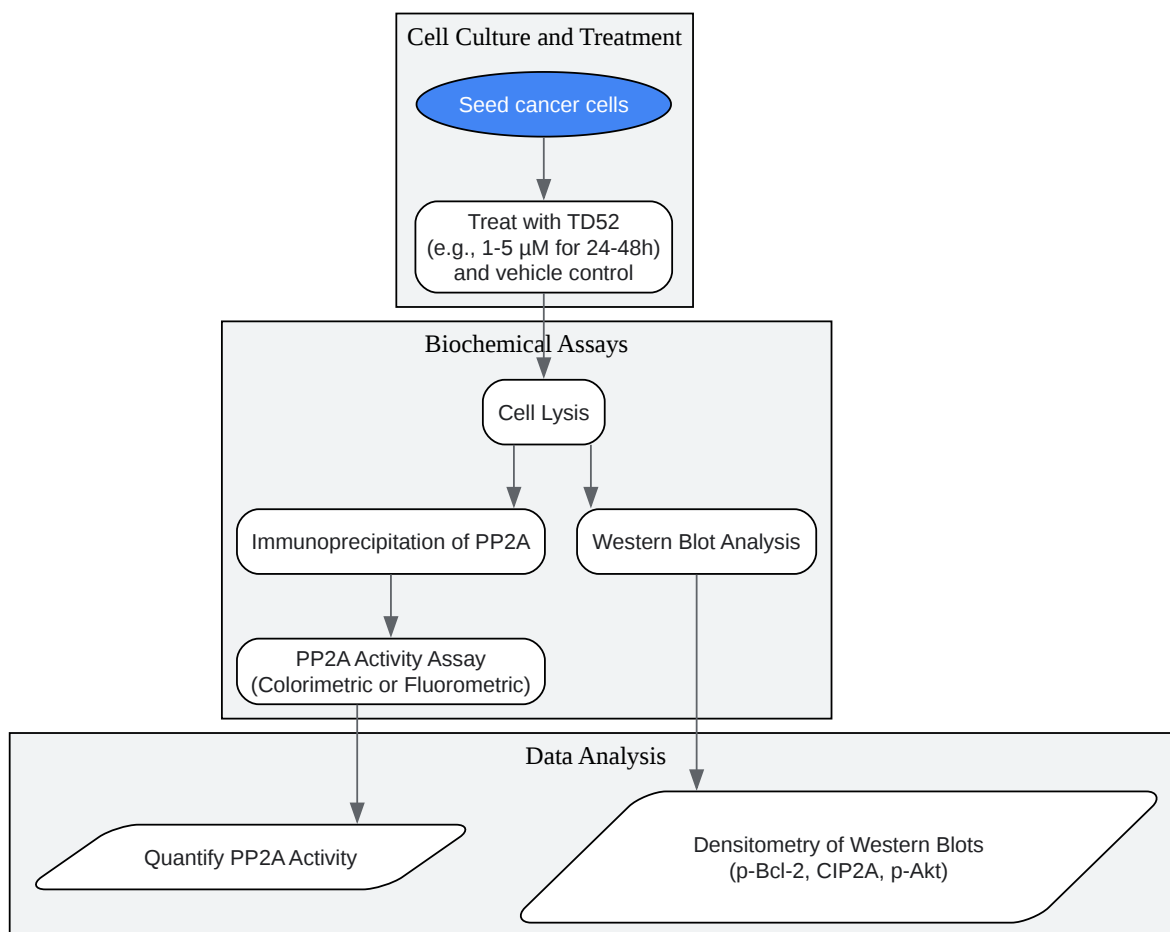 Cell Culture and Treatment
Seed cancer cells
Treat with TD52
(e.g., 1-5 µM for 24-48h)
and vehicle control
Biochemical Assays
Cell Lysis
Immunoprecipitation of PP2A
Western Blot Analysis
PP2A Activity Assay
(Colorimetric or Fluorometric)
Data Analysis
Quantify PP2A Activity
Densitometry of Western Blots
(p-Bcl-2, CIP2A, p-Akt)